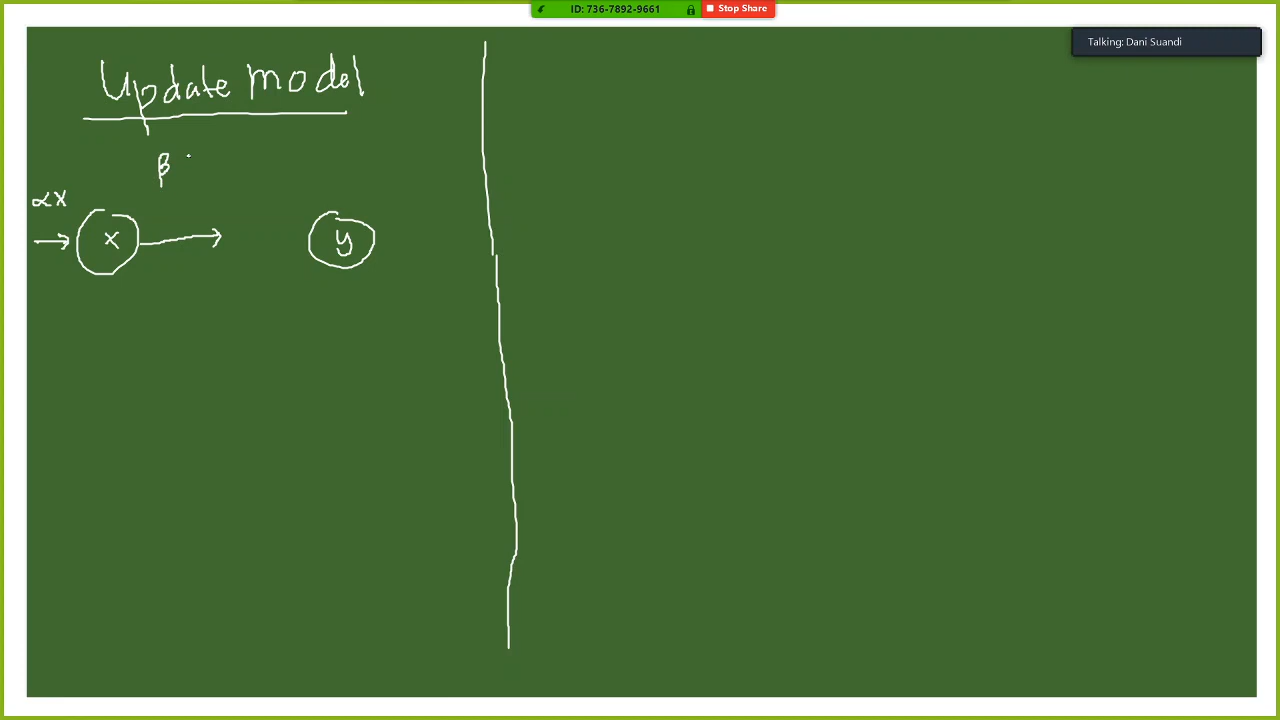 ID: 736-7892-9661 Stop Share
Talking: Dani Suandi
Update model
β
αx
x y